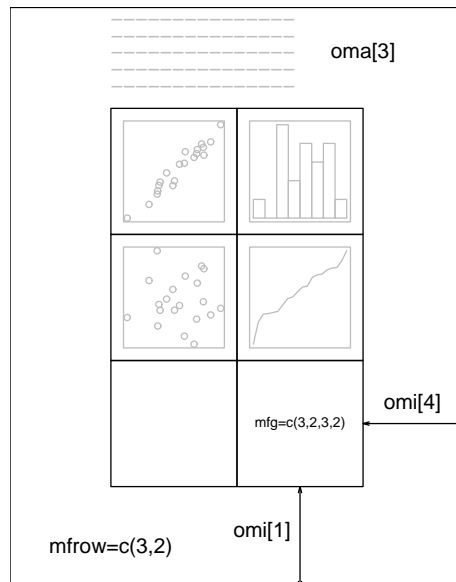 oma[3]
mfg=c(3,2,3,2)
omi[4]
omi[1]
mfrow=c(3,2)